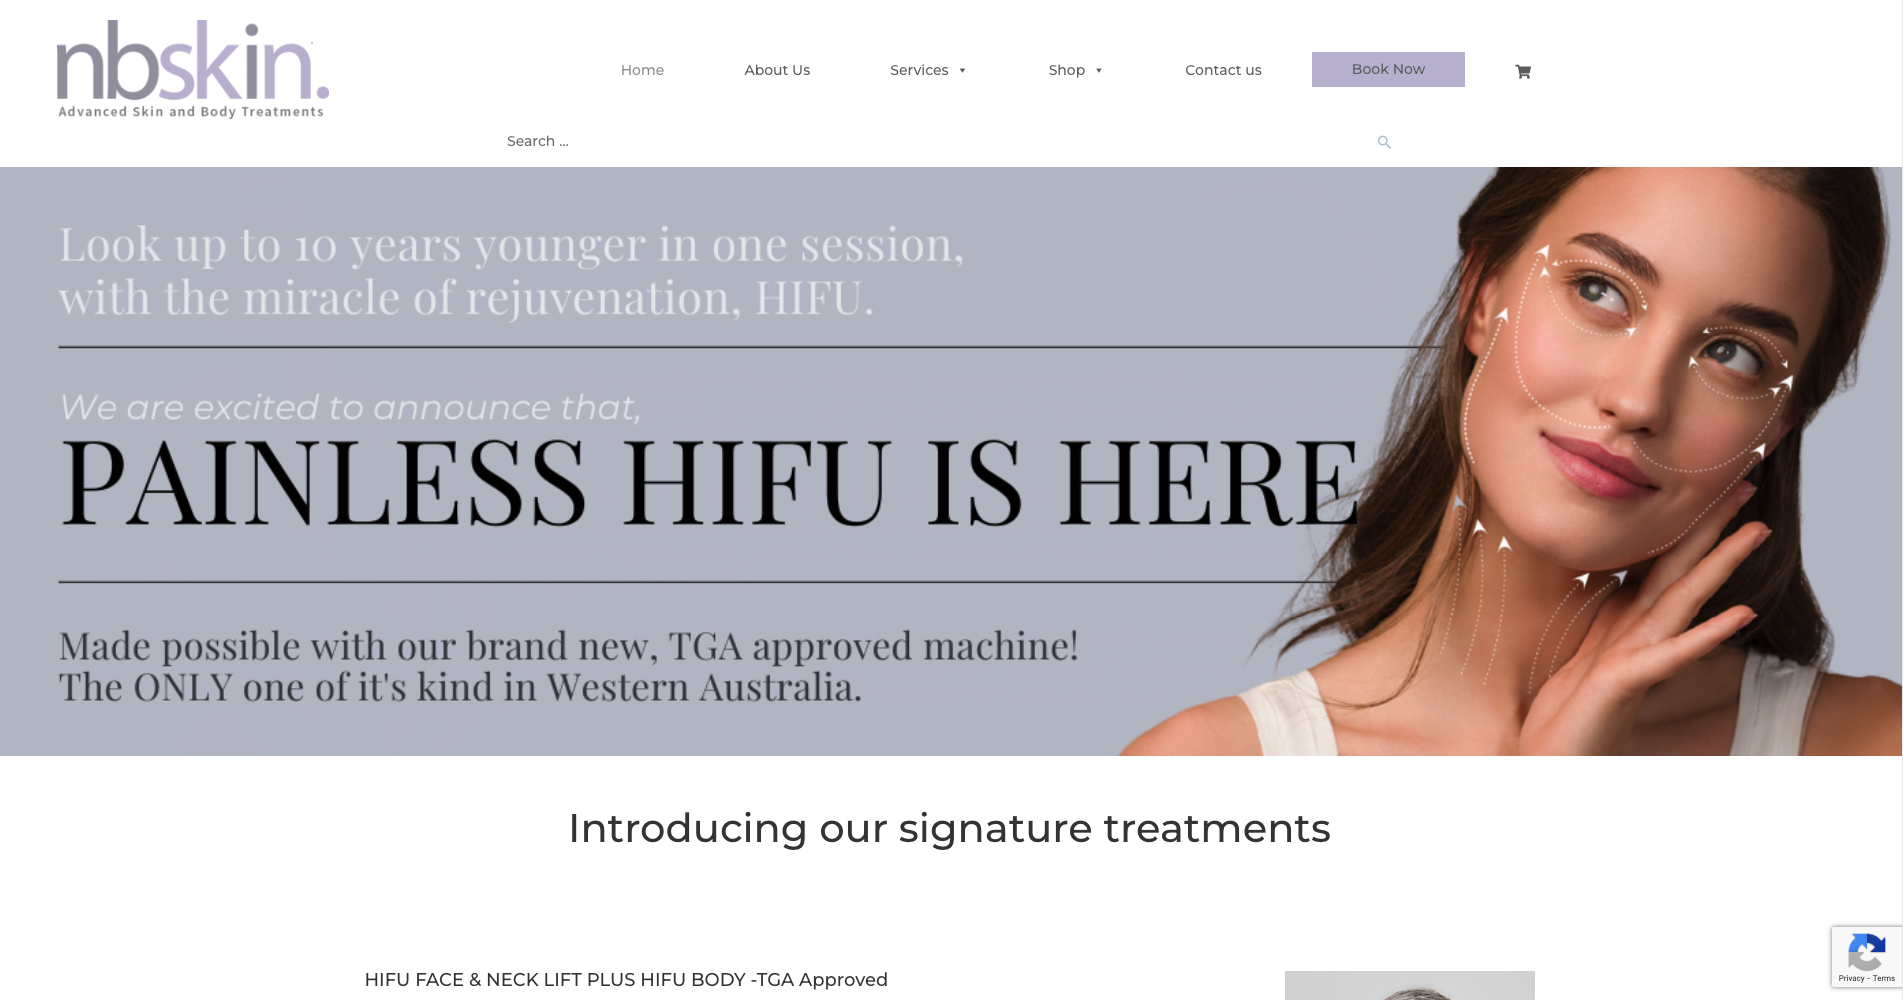 nbskin.
Advanced Skin and Body Treatments
Home
About Us
Services
Shop
Contact us
Book Now
Search ...
Look up to 10 years younger in one session,
with the miracle of rejuvenation, HIFU.
We are excited to announce that,
PAINLESS HIFU IS HERE
Made possible with our brand new, TGA approved machine!
The ONLY one of it's kind in Western Australia.
Introducing our signature treatments
HIFU FACE & NECK LIFT PLUS HIFU BODY -TGA Approved
Privacy - Terms